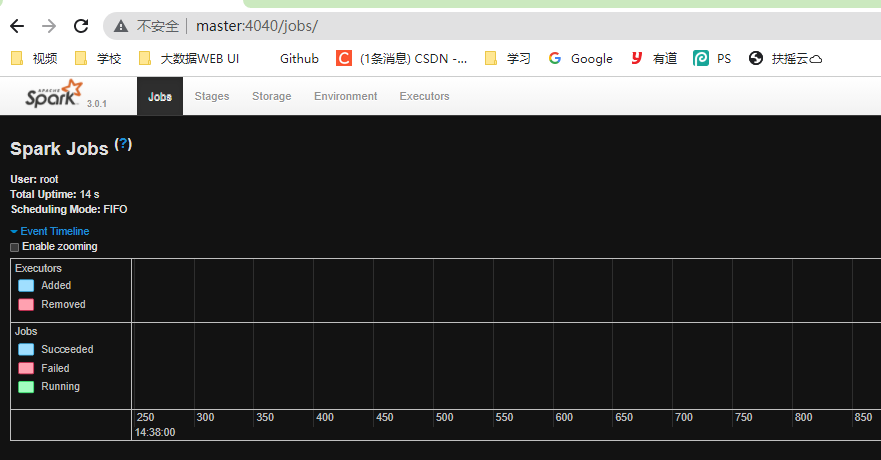 不安全 master:4040/jobs/
视频 学校 大数据WEB UI Github (1条消息) CSDN -... 学习 Google 有道 PS 扶摇云
APACHE Spark 3.0.1 Jobs Stages Storage Environment Executors
Spark Jobs (?)
User: root
Total Uptime: 14 s
Scheduling Mode: FIFO
Event Timeline
Enable zooming
Executors
Added
Removed
Jobs
Succeeded
Failed
Running
250 300 350 400 450 500 550 600 650 700 750 800 850
14:38:00